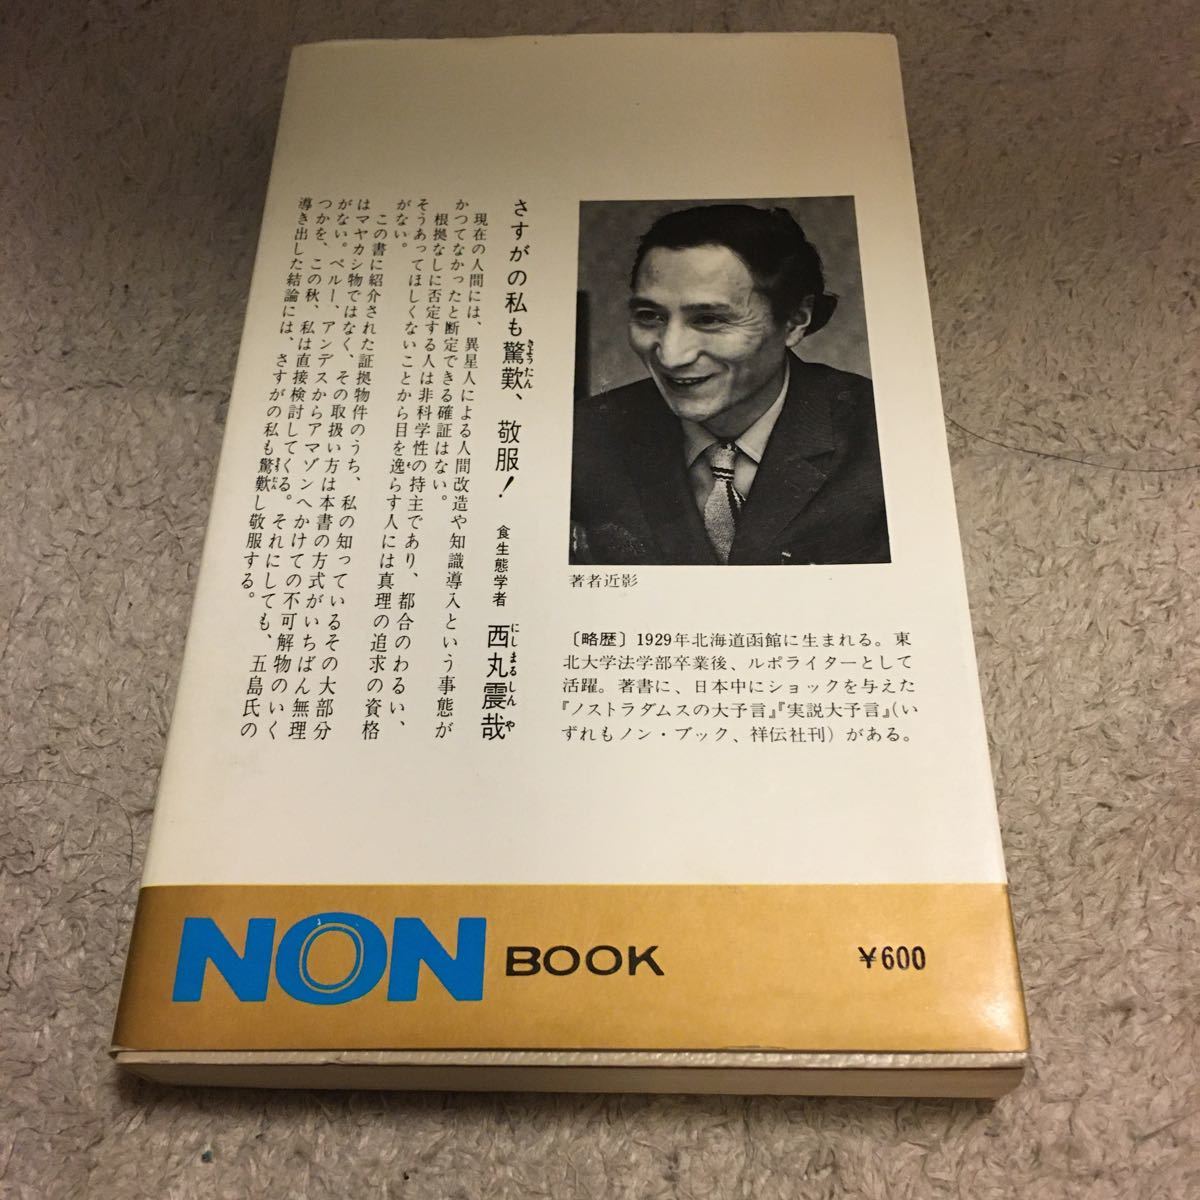 さすがの私も驚歎、敬服!
きょうたん
食生態学者 西丸震哉
にしまるしんや
現在の人間には、異星人による人間改造や知識導入という事態が
かつてなかったと断定できる確証はない。
根拠なしに否定する人は非科学性の持主であり、都合のわるい、
そうあってほしくないことから目を逸らす人には真理の追求の資格
そ
がない。
この書に紹介された証拠物件のうち、私の知っているその大部分
はマヤカシ物ではなく、その取扱い方は本書の方式がいちばん無理
がない。ペルー、アンデスからアマゾンへかけての不可解物のいく
つかを、この秋、私は直接検討してくる。それにしても、五島氏の
導き出した結論には、さすがの私も驚歎し敬服する。
きょうたん
著者近影
〔略歴〕1929年北海道函館に生まれる。東
北大学法学部卒業後、ルポライターとして
活躍。著書に、日本中にショックを与えた
『ノストラダムスの大予言』『実説大予言』(い
ずれもノン・ブック、祥伝社刊)がある。
NON BOOK
¥600